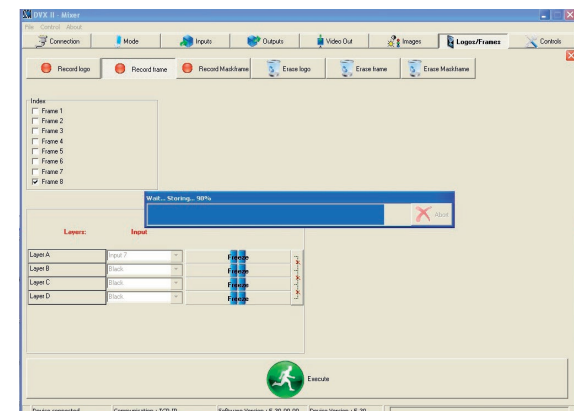 DVX II - Mixer
File Control About
Connection Mode Inputs Outputs Video Out Images Logos/Frames Controls
Record logo Record frame Record Maskframe Erase logo Erase frame Erase Maskframe
Index
Frame 1
Frame 2
Frame 3
Frame 4
Frame 5
Frame 6
Frame 7
Frame 8
Wait... Storing... 98%
Abort
Layers: Input
Layer A Input 7 Freeze
Layer B Black Freeze
Layer C Black Freeze
Layer D Black Freeze
Execute
Device connected Communication : TCP-IP Software Version : 5.30.00.00 Device Version : 5.30